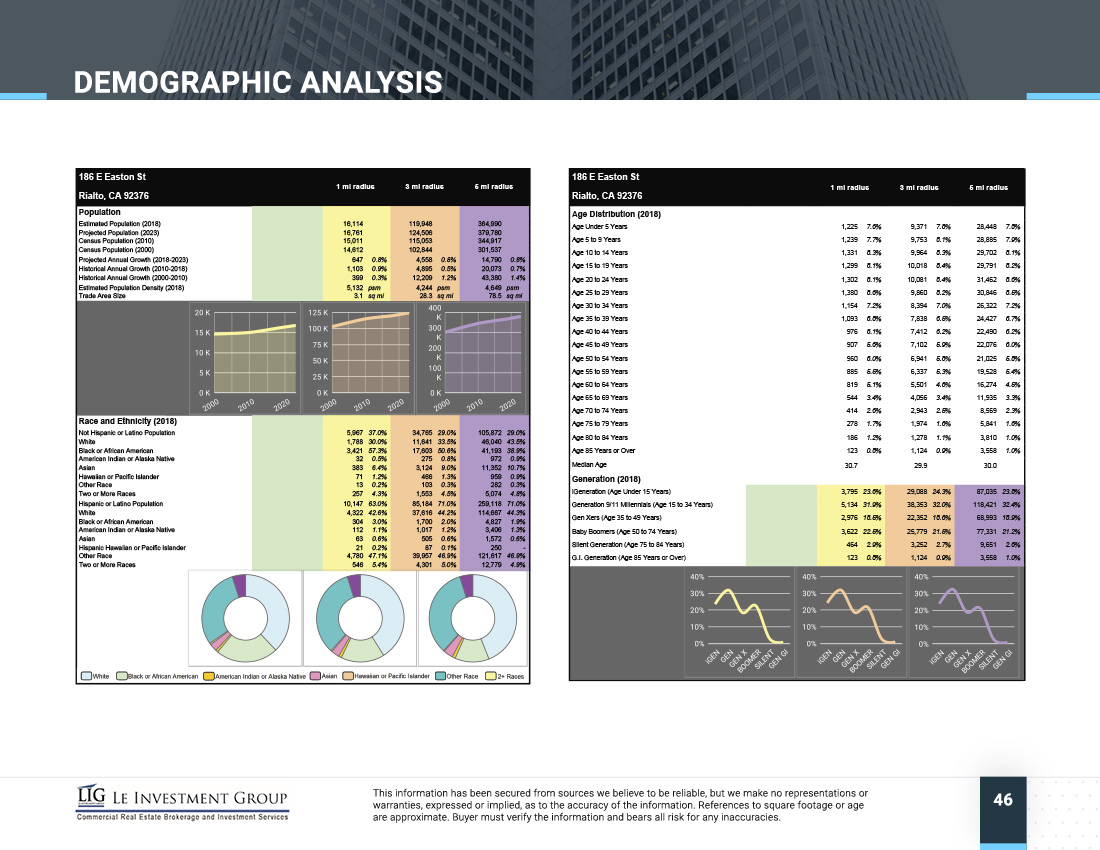 DEMOGRAPHIC ANALYSIS
186 E Easton St
Rialto, CA 92376
1 mi radius 3 mi radius 5 mi radius
Population
Estimated Population (2018) 16,114 119,948 364,990
Projected Population (2023) 16,761 124,506 379,780
Census Population (2010) 15,011 115,053 344,917
Census Population (2000) 14,612 102,844 301,537
Projected Annual Growth (2018-2023) 647 0.8% 4,558 0.8% 14,790 0.8%
Historical Annual Growth (2010-2018) 1,103 0.9% 4,895 0.5% 20,073 0.7%
Historical Annual Growth (2000-2010) 399 0.3% 12,209 1.2% 43,380 1.4%
Estimated Population Density (2018) 5,132 psm 4,244 psm 4,649 psm
Trade Area Size 3.1 sq mi 28.3 sq mi 78.5 sq mi
20 K
15 K
10 K
5 K
0 K
2000 2010 2020
125 K
100 K
75 K
50 K
25 K
0 K
2000 2010 2020
400 K
300 K
200 K
100 K
0 K
2000 2010 2020
Race and Ethnicity (2018)
Not Hispanic or Latino Population 5,967 37.0% 34,765 29.0% 105,872 29.0%
White 1,788 30.0% 11,641 33.5% 46,040 43.5%
Black or African American 3,421 57.3% 17,603 50.6% 41,193 38.9%
American Indian or Alaska Native 32 0.5% 275 0.8% 972 0.9%
Asian 383 6.4% 3,124 9.0% 11,352 10.7%
Hawaiian or Pacific Islander 71 1.2% 466 1.3% 959 0.9%
Other Race 13 0.2% 103 0.3% 282 0.3%
Two or More Races 257 4.3% 1,553 4.5% 5,074 4.8%
Hispanic or Latino Population 10,147 63.0% 85,184 71.0% 259,118 71.0%
White 4,322 42.6% 37,616 44.2% 114,667 44.3%
Black or African American 304 3.0% 1,700 2.0% 4,827 1.9%
American Indian or Alaska Native 112 1.1% 1,017 1.2% 3,406 1.3%
Asian 63 0.6% 505 0.6% 1,572 0.6%
Hispanic Hawaiian or Pacific Islander 21 0.2% 87 0.1% 250 -
Other Race 4,780 47.1% 39,957 46.9% 121,617 46.9%
Two or More Races 546 5.4% 4,301 5.0% 12,779 4.9%
White Black or African American American Indian or Alaska Native Asian Hawaiian or Pacific Islander Other Race 2+ Races
186 E Easton St
Rialto, CA 92376
1 mi radius 3 mi radius 5 mi radius
Age Distribution (2018)
Age Under 5 Years 1,225 7.6% 9,371 7.8% 28,448 7.8%
Age 5 to 9 Years 1,239 7.7% 9,753 8.1% 28,885 7.9%
Age 10 to 14 Years 1,331 8.3% 9,964 8.3% 29,702 8.1%
Age 15 to 19 Years 1,299 8.1% 10,018 8.4% 29,791 8.2%
Age 20 to 24 Years 1,302 8.1% 10,081 8.4% 31,462 8.6%
Age 25 to 29 Years 1,380 8.6% 9,860 8.2% 30,846 8.5%
Age 30 to 34 Years 1,154 7.2% 8,394 7.0% 26,322 7.2%
Age 35 to 39 Years 1,093 6.8% 7,838 6.5% 24,427 6.7%
Age 40 to 44 Years 976 6.1% 7,412 6.2% 22,490 6.2%
Age 45 to 49 Years 907 5.6% 7,102 5.9% 22,076 6.0%
Age 50 to 54 Years 960 6.0% 6,941 5.8% 21,025 5.8%
Age 55 to 59 Years 885 5.5% 6,337 5.3% 19,528 5.4%
Age 60 to 64 Years 819 5.1% 5,501 4.6% 16,274 4.5%
Age 65 to 69 Years 544 3.4% 4,056 3.4% 11,935 3.3%
Age 70 to 74 Years 414 2.6% 2,943 2.5% 8,569 2.3%
Age 75 to 79 Years 278 1.7% 1,974 1.6% 5,841 1.6%
Age 80 to 84 Years 186 1.2% 1,278 1.1% 3,810 1.0%
Age 85 Years or Over 123 0.8% 1,124 0.9% 3,558 1.0%
Median Age 30.7 29.9 30.0
Generation (2018)
iGeneration (Age Under 15 Years) 3,795 23.6% 29,088 24.3% 87,035 23.8%
Generation 9/11 Millennials (Age 15 to 34 Years) 5,134 31.9% 38,353 32.0% 118,421 32.4%
Gen Xers (Age 35 to 49 Years) 2,976 18.5% 22,352 18.6% 68,993 18.9%
Baby Boomers (Age 50 to 74 Years) 3,622 22.5% 25,779 21.5% 77,331 21.2%
Silent Generation (Age 75 to 84 Years) 464 2.9% 3,252 2.7% 9,651 2.6%
G.I. Generation (Age 85 Years or Over) 123 0.8% 1,124 0.9% 3,558 1.0%
40%
30%
20%
10%
0%
IGEN GEN GEN X BOOMER SILENT GEN GI
40%
30%
20%
10%
0%
IGEN GEN GEN X BOOMER SILENT GEN GI
40%
30%
20%
10%
0%
IGEN GEN GEN X BOOMER SILENT GEN GI
LIG LE INVESTMENT GROUP
Commercial Real Estate Brokerage and Investment Services
This information has been secured from sources we believe to be reliable, but we make no representations or
warranties, expressed or implied, as to the accuracy of the information. References to square footage or age
are approximate. Buyer must verify the information and bears all risk for any inaccuracies.
46